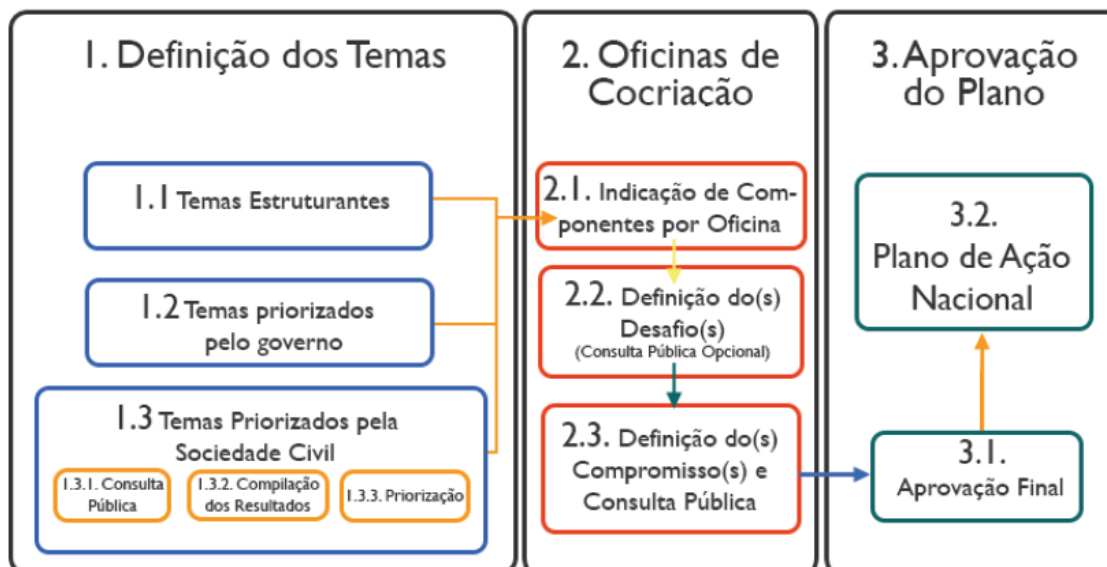 1. Definição dos Temas
1.1 Temas Estruturantes
1.2 Temas priorizados
pelo governo
1.3 Temas Priorizados pela
Sociedade Civil
1.3.1. Consulta
Pública
1.3.2. Compilação
dos Resultados
1.3.3. Priorização
2. Oficinas de
Cocriação
2.1. Indicação de Com-
ponentes por Oficina
2.2. Definição do(s)
Desafio(s)
(Consulta Pública Opcional)
2.3. Definição do(s)
Compromisso(s) e
Consulta Pública
3. Aprovação
do Plano
3.2.
Plano de Ação
Nacional
3.1.
Aprovação Final